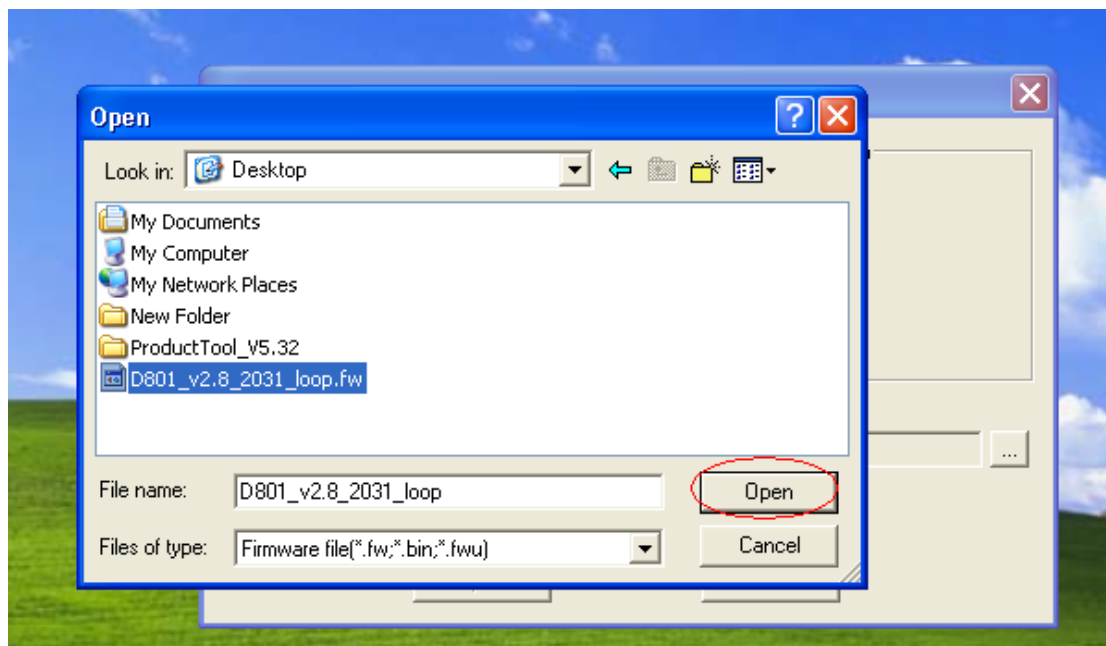 Open
Look in: Desktop
My Documents
My Computer
My Network Places
New Folder
ProductTool_V5.32
D801_v2.8_2031_loop.fw
...
File name: D801_v2.8_2031_loop Open
Files of type: Firmware file(*.fw;*.bin;*.fwu) Cancel